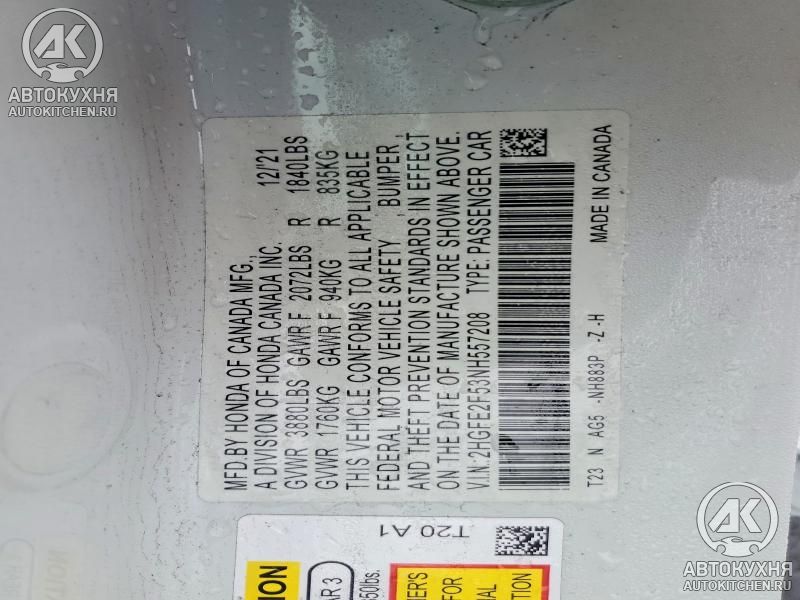 АК
АВТОКУХНЯ
AUTOKITCHEN.RU
MFD.BY HONDA OF CANADA MFG., 12/'21
A DIVISION OF HONDA CANADA INC.
GVWR 3880LBS GAWR F 2072LBS R 1840LBS
GVWR 1760KG GAWR F 940KG R 835KG
THIS VEHICLE CONFORMS TO ALL APPLICABLE
FEDERAL MOTOR VEHICLE SAFETY , BUMPER ,
AND THEFT PREVENTION STANDARDS IN EFFECT
ON THE DATE OF MANUFACTURE SHOWN ABOVE.
V.I.N: 2HGFE2F53NH557208 TYPE: PASSENGER CAR
T23 N AG5 -NH883P -Z -H MADE IN CANADA
T20 A1
АК
АВТОКУХНЯ
AUTOKITCHEN.RU